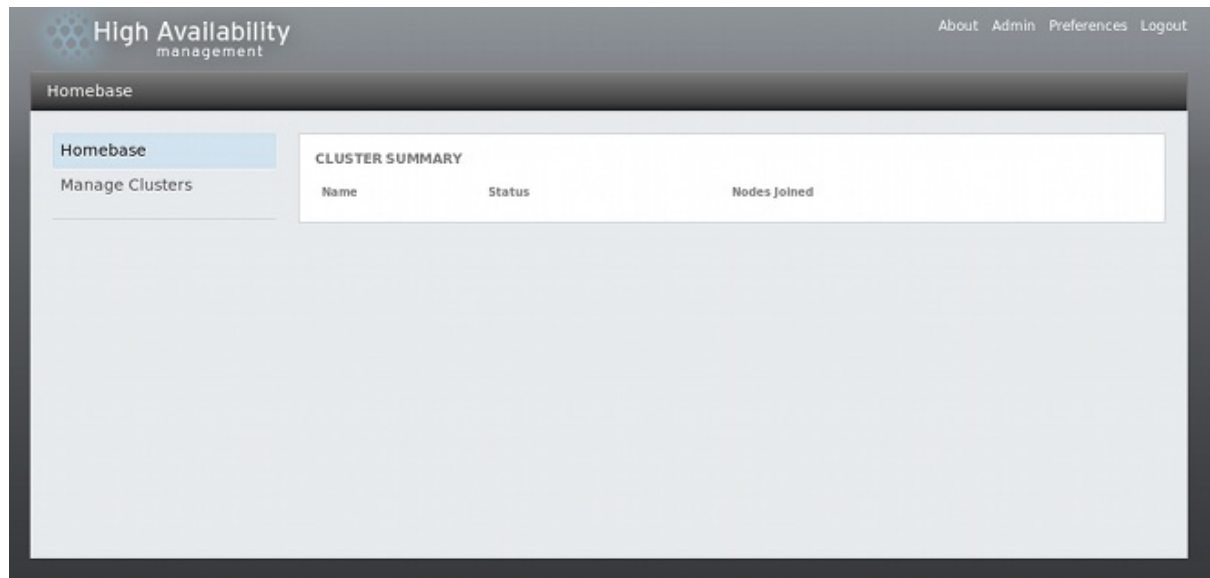 High Availability
management
About Admin Preferences Logout
Homebase
Homebase
Manage Clusters
CLUSTER SUMMARY
Name Status Nodes Joined